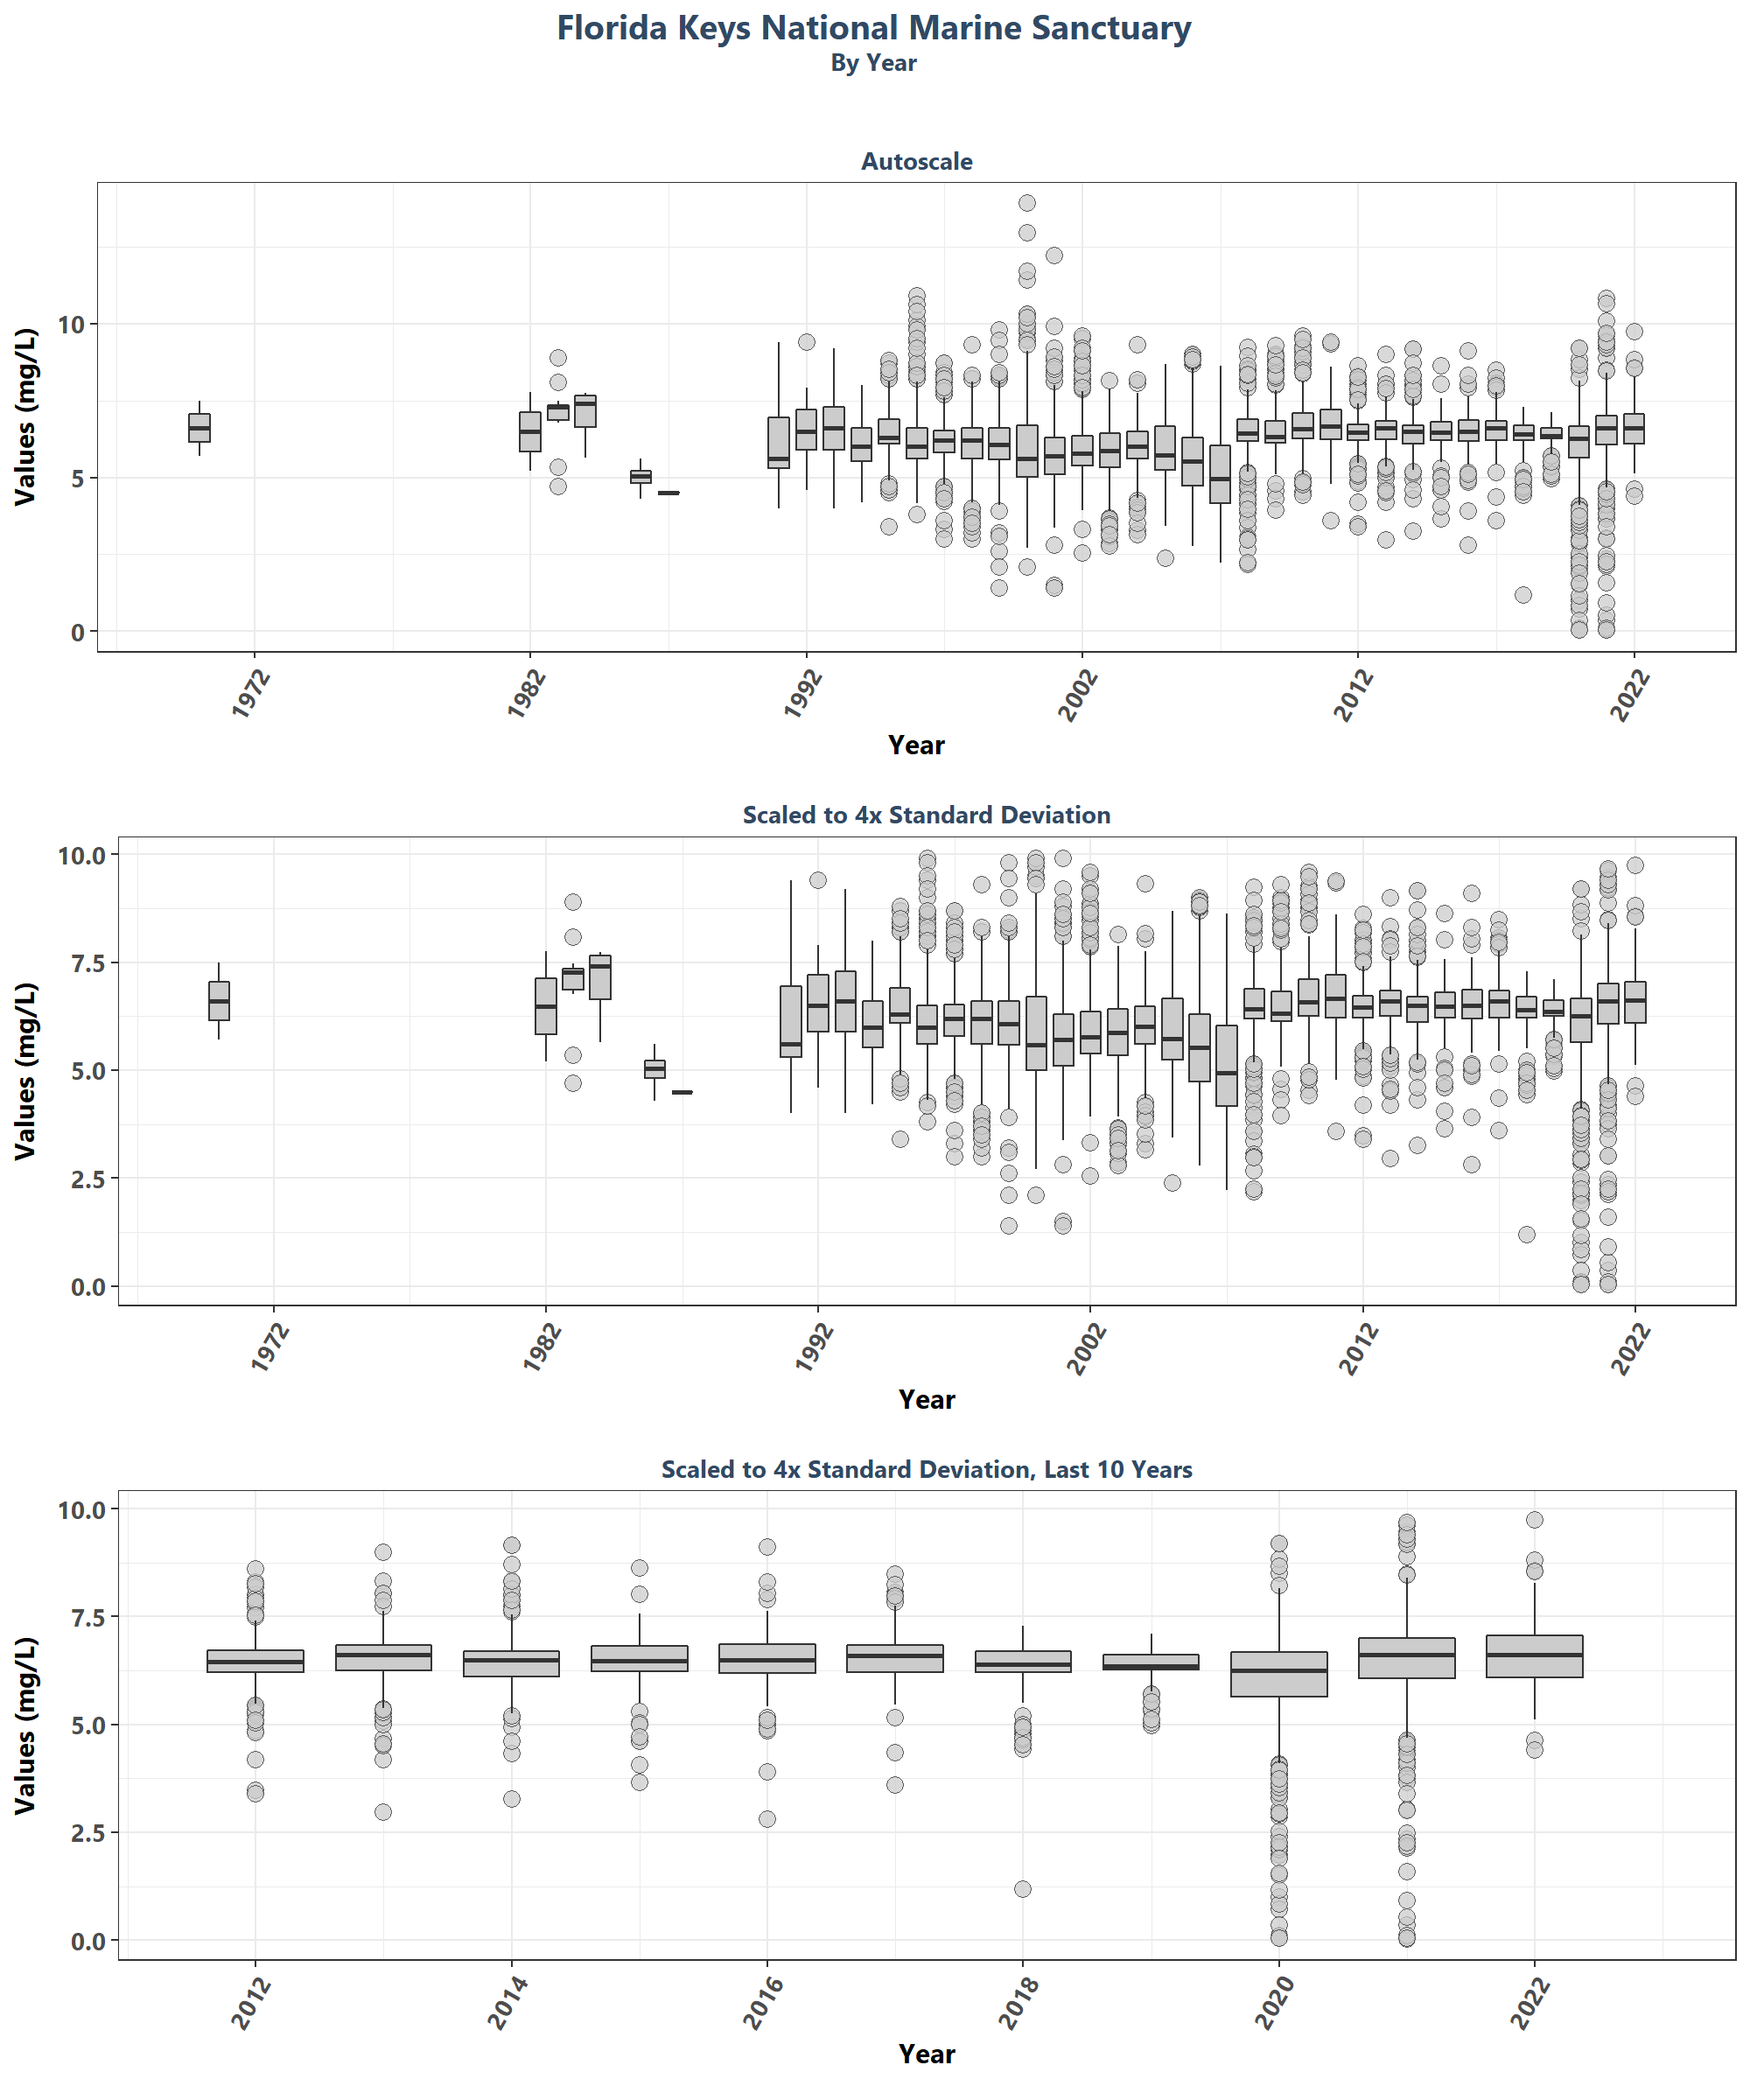 Florida Keys National Marine Sanctuary
By Year
Autoscale
Values (mg/L)
10
5
0
1972
1982
1992
2002
2012
2022
Year
Scaled to 4x Standard Deviation
Values (mg/L)
10.0
7.5
5.0
2.5
0.0
1972
1982
1992
2002
2012
2022
Year
Scaled to 4x Standard Deviation, Last 10 Years
Values (mg/L)
10.0
7.5
5.0
2.5
0.0
2012
2014
2016
2018
2020
2022
Year